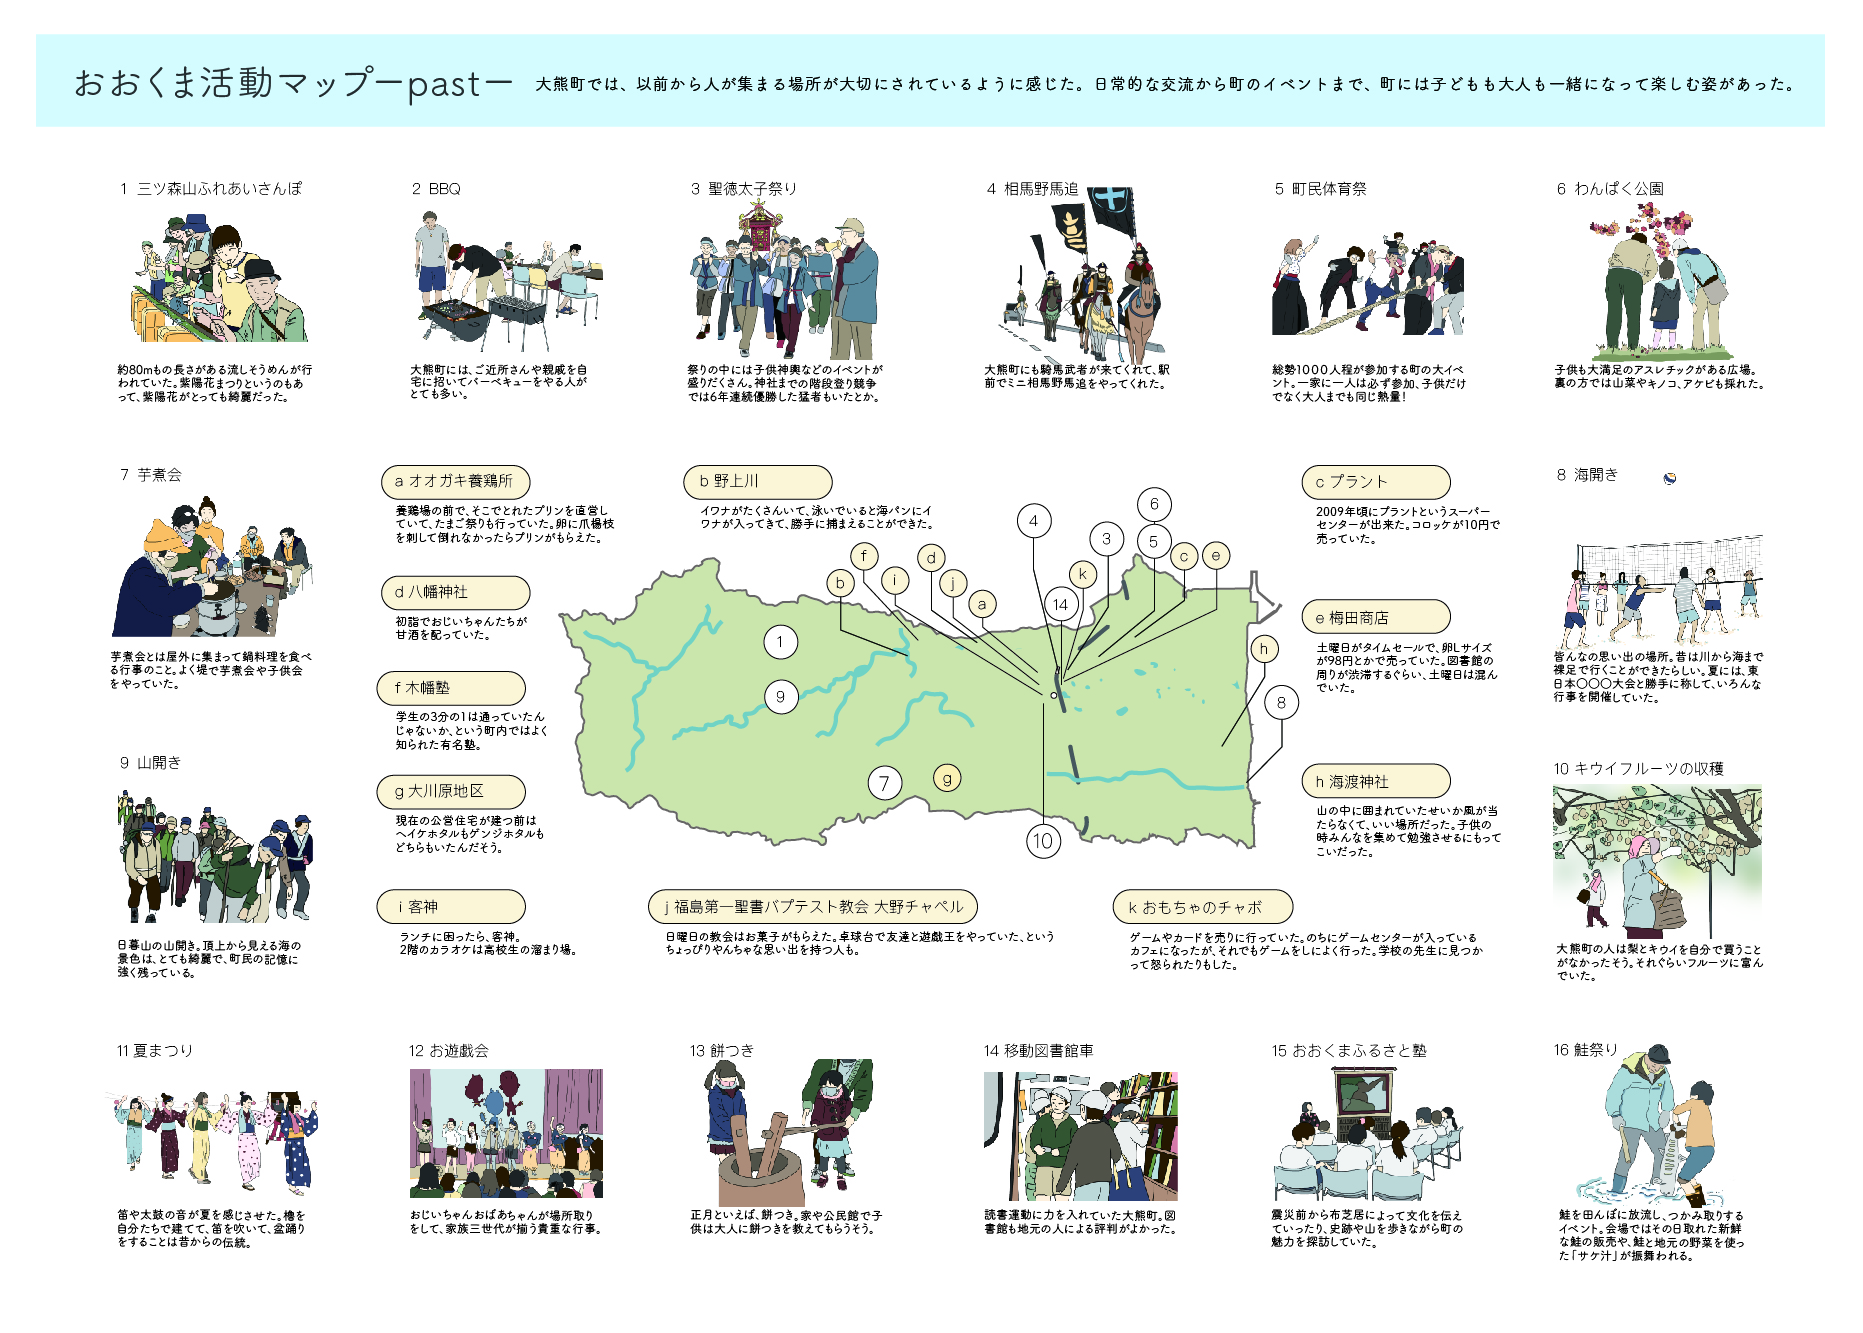 おおくま活動マップーpastー 大熊町では、以前から人が集まる場所が大切にされているように感じた。日常的な交流から町のイベントまで、町には子どもも大人も一緒になって楽しむ姿があった。
1 三ツ森山ふれあいさんぽ
約80mもの長さがある流しそうめんが行
われていた。紫陽花まつりというのもあ
って、紫陽花がとっても綺麗だった。
2 BBQ
大熊町には、ご近所さんや親戚を自
宅に招いてバーベキューをやる人が
とても多い。
3 聖徳太子祭り
祭りの中には子供神輿などのイベントが
盛りだくさん。神社までの階段登り競争
では6年連続優勝した猛者もいたとか。
4 相馬野馬追
大熊町にも騎馬武者が来てくれて、駅
前でミニ相馬野馬追をやってくれた。
5 町民体育祭
総勢1000人程が参加する町の大イベ
ント。一家に一人は必ず参加、子供だけ
でなく大人までも同じ熱量！
6 わんぱく公園
子供も大満足のアスレチックがある広場。
裏の方では山菜やキノコ、アケビも採れた。
7 芋煮会
芋煮会とは屋外に集まって鍋料理を食べ
る行事のこと。よく堤で芋煮会や子供会
をやっていた。
a オオガキ養鶏所
養鶏場の前で、そこでとれたプリンを直営し
ていて、たまご祭りも行っていた。卵に爪楊枝
を刺して倒れなかったらプリンがもらえた。
b 野上川
イワナがたくさんいて、泳いでいると海パンにイ
ワナが入ってきて、勝手に捕まえることができた。
c プラント
2009年頃にプラントというスーパー
センターが出来た。コロッケが10円で
売っていた。
8 海開き
皆んなの思い出の場所。昔は川から海まで
裸足で行くことができたらしい。夏には、東
日本〇〇〇大会と勝手に称して、いろんな
行事を開催していた。
d 八幡神社
初詣でおじいちゃんたちが
甘酒を配っていた。
e 梅田商店
土曜日がタイムセールで、卵Lサイズ
が98円とかで売っていた。図書館の
周りが渋滞するぐらい、土曜日は混ん
でいた。
f 木幡塾
学生の3分の1は通っていたん
じゃないか、という町内ではよく
知られた有名塾。
g 大川原地区
現在の公営住宅が建つ前は
ヘイケホタルもゲンジホタルも
どちらもいたんだそう。
h 海渡神社
山の中に囲まれていたせいか風が当
たらなくて、いい場所だった。子供の
時みんなを集めて勉強させるにもって
こいだった。
4
6
3
5
c
e
f
d
b
i
j
a
k
14
1
9
h
8
7
g
10
9 山開き
日暮山の山開き。頂上から見える海の
景色は、とても綺麗で、町民の記憶に
強く残っている。
10 キウイフルーツの収穫
大熊町の人は梨とキウイを自分で買うこと
がなかったそう。それぐらいフルーツに富ん
でいた。
i 客神
ランチに困ったら、客神。
2階のカラオケは高校生の溜まり場。
j 福島第一聖書バプテスト教会 大野チャペル
日曜日の教会はお菓子がもらえた。卓球台で友達と遊戯王をやっていた、という
ちょっぴりやんちゃな思い出を持つ人も。
k おもちゃのチャボ
ゲームやカードを売りに行っていた。のちにゲームセンターが入っている
カフェになったが、それでもゲームをしによく行った。学校の先生に見つか
って怒られたりもした。
11 夏まつり
笛や太鼓の音が夏を感じさせた。櫓を
自分たちで建てて、笛を吹いて、盆踊り
をすることは昔からの伝統。
12 お遊戯会
おじいちゃんおばあちゃんが場所取り
をして、家族三世代が揃う貴重な行事。
13 餅つき
正月といえば、餅つき。家や公民館で子
供は大人に餅つきを教えてもらうそう。
14 移動図書館車
読書運動に力を入れていた大熊町。図
書館も地元の人による評判がよかった。
15 おおくまふるさと塾
震災前から布芝居によって文化を伝え
ていったり、史跡や山を歩きながら町の
魅力を探訪していた。
16 鮭祭り
鮭を田んぼに放流し、つかみ取りする
イベント。会場ではその日取れた新鮮
な鮭の販売や、鮭と地元の野菜を使っ
た「サケ汁」が振舞われる。